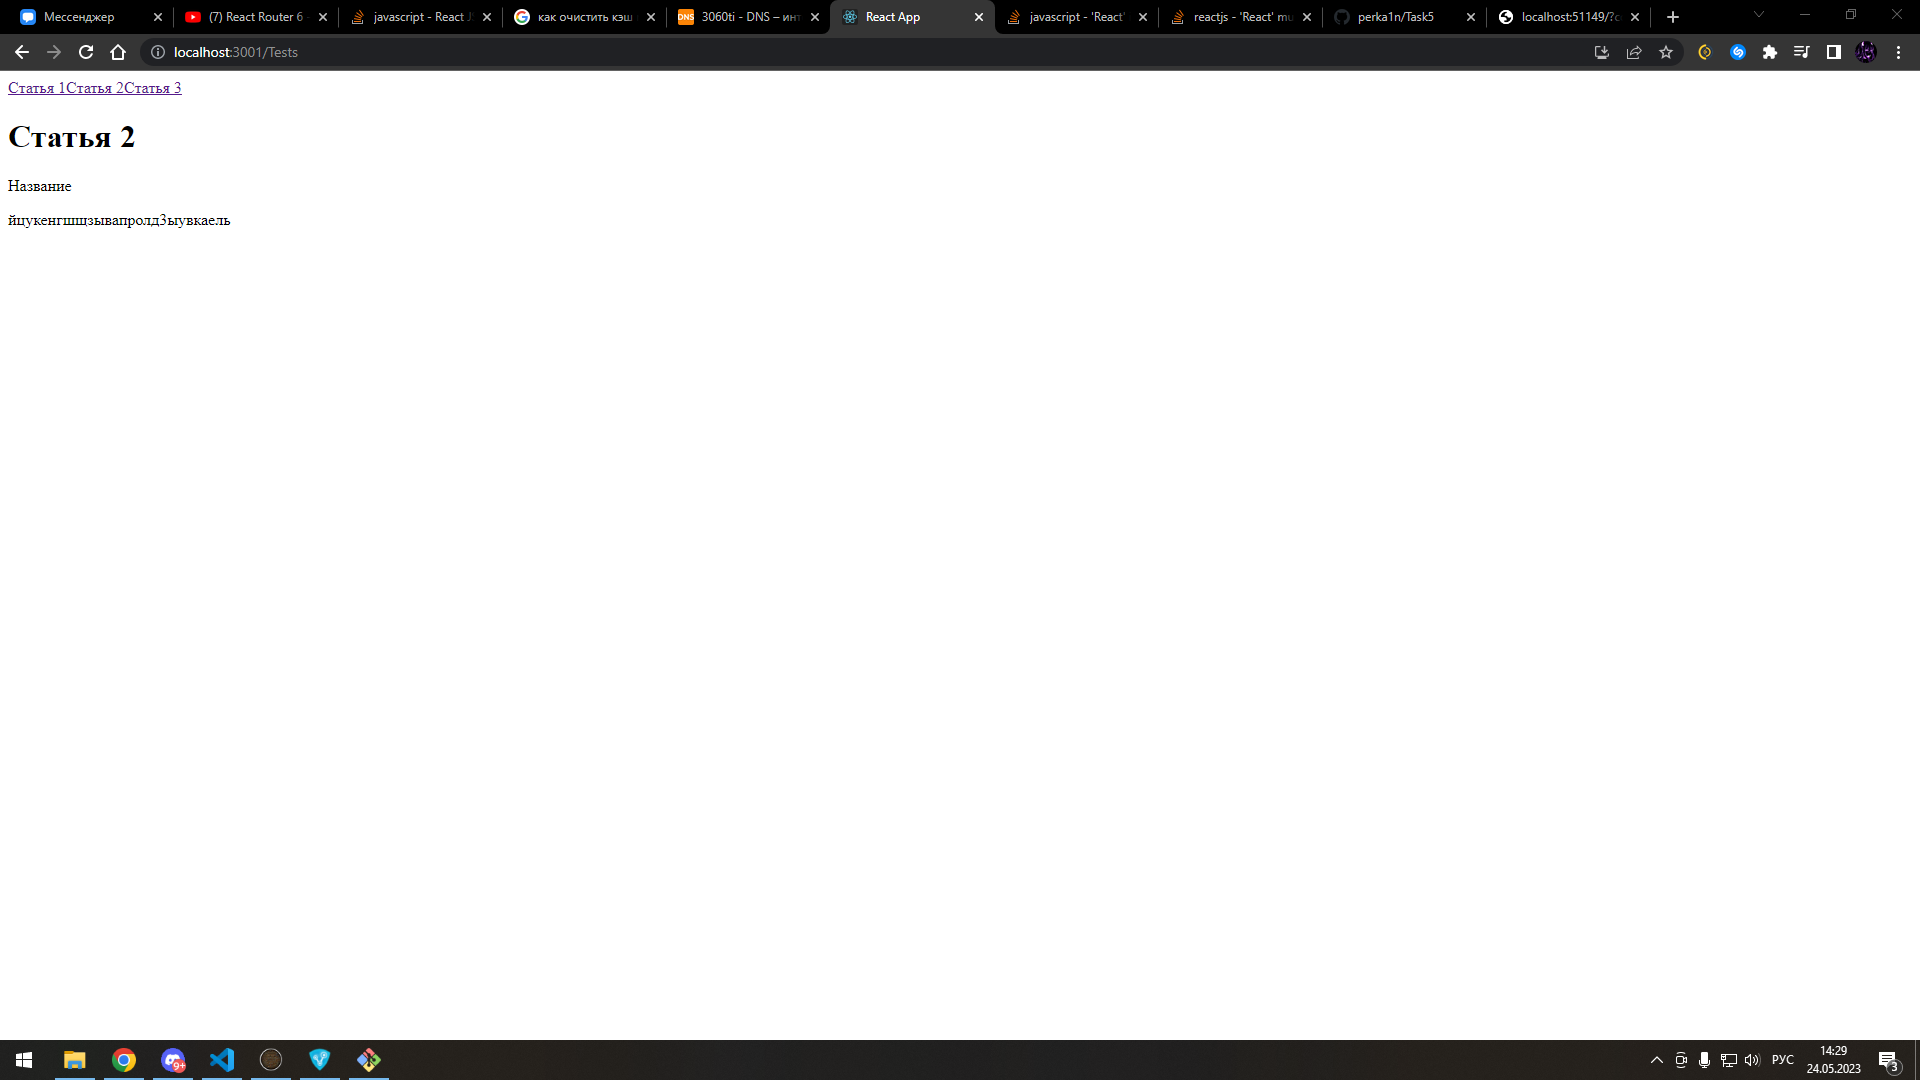 Мессенджер
(7) React Router 6
javascript - React J
как очистить кэш
DNS
3060ti - DNS – инт
React App
javascript - 'React'
reactjs - 'React' mu
perka1n/Task5
localhost:51149/?c
localhost:3001/Tests
Статья 1Статья 2Статья 3
Статья 2
Название
йцукенгшщзывапролд3ыувкаель
9+
РУС
14:29
24.05.2023
3